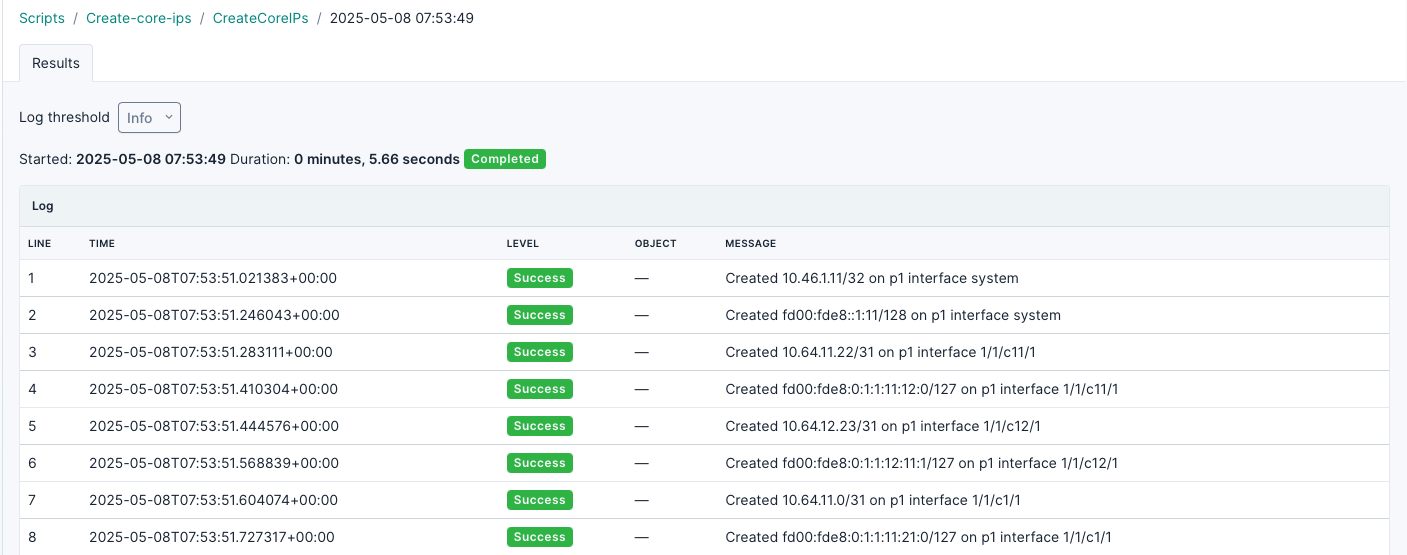 Scripts / Create-core-ips / CreateCoreIPs / 2025-05-08 07:53:49
Results
Log threshold Info
Started: 2025-05-08 07:53:49 Duration: 0 minutes, 5.66 seconds Completed
Log
LINE TIME LEVEL OBJECT MESSAGE
1 2025-05-08T07:53:51.021383+00:00 Success — Created 10.46.1.11/32 on p1 interface system
2 2025-05-08T07:53:51.246043+00:00 Success — Created fd00:fde8::1:11/128 on p1 interface system
3 2025-05-08T07:53:51.283111+00:00 Success — Created 10.64.11.22/31 on p1 interface 1/1/c11/1
4 2025-05-08T07:53:51.410304+00:00 Success — Created fd00:fde8:0:1:1:11:12:0/127 on p1 interface 1/1/c11/1
5 2025-05-08T07:53:51.444576+00:00 Success — Created 10.64.12.23/31 on p1 interface 1/1/c12/1
6 2025-05-08T07:53:51.568839+00:00 Success — Created fd00:fde8:0:1:1:12:11:1/127 on p1 interface 1/1/c12/1
7 2025-05-08T07:53:51.604074+00:00 Success — Created 10.64.11.0/31 on p1 interface 1/1/c1/1
8 2025-05-08T07:53:51.727317+00:00 Success — Created fd00:fde8:0:1:1:11:21:0/127 on p1 interface 1/1/c1/1